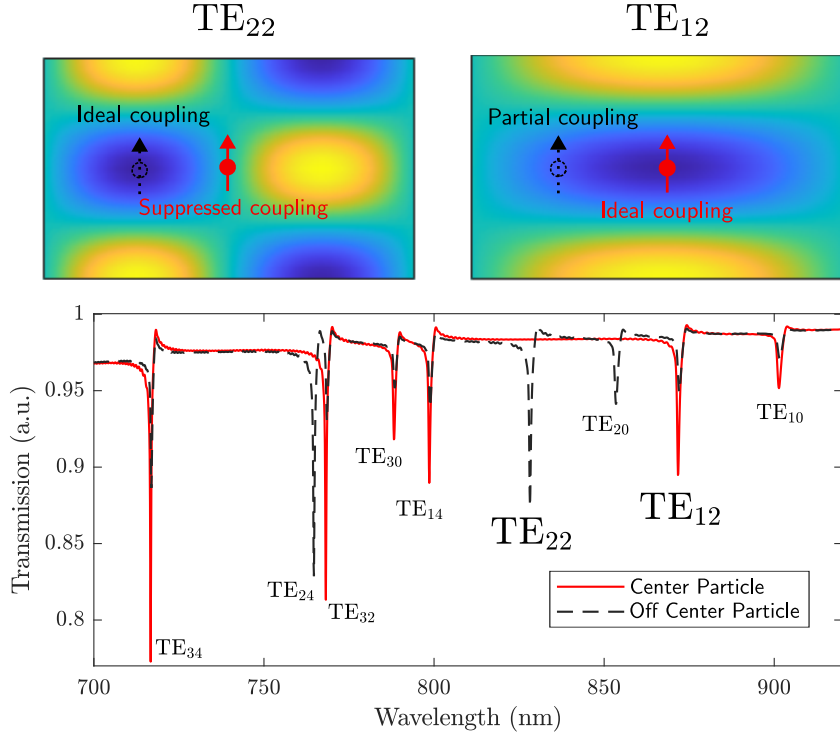 TE₂₂
TE₁₂
Ideal coupling
Suppressed coupling
Partial coupling
Ideal coupling
Transmission (a.u.)
1
0.95
0.9
0.85
0.8
TE₃₄
TE₂₄
TE₃₂
TE₃₀
TE₁₄
TE₂₂
TE₂₀
TE₁₂
TE₁₀
Center Particle
Off Center Particle
700
750
800
850
900
Wavelength (nm)